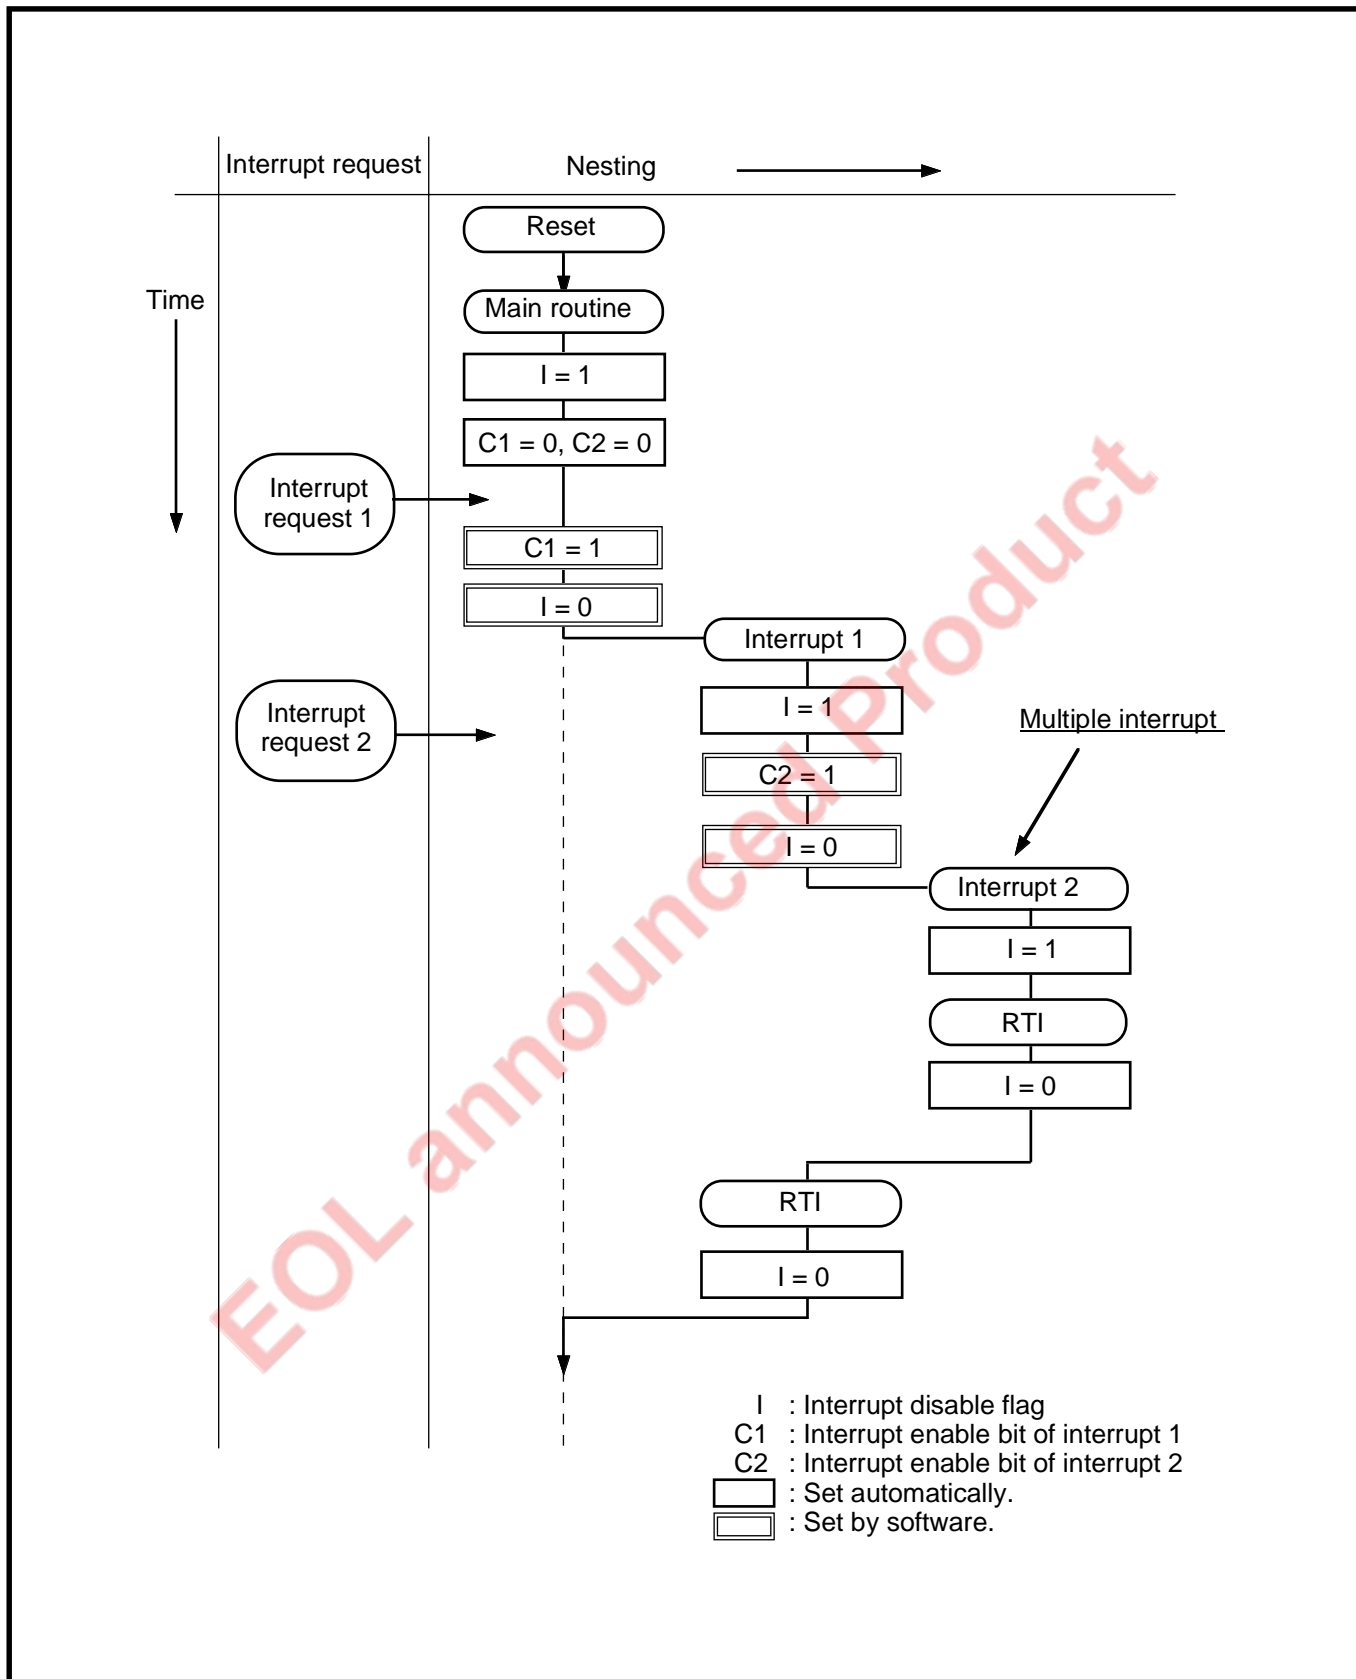 Interrupt request
Nesting
Reset
Time
Main routine
I = 1
C1 = 0, C2 = 0
Interrupt
request 1
C1 = 1
I = 0
Interrupt 1
Interrupt
request 2
I = 1
Multiple interrupt
C2 = 1
I = 0
Interrupt 2
I = 1
RTI
I = 0
RTI
I = 0
I : Interrupt disable flag
C1 : Interrupt enable bit of interrupt 1
C2 : Interrupt enable bit of interrupt 2
: Set automatically.
: Set by software.
EOL announced Product